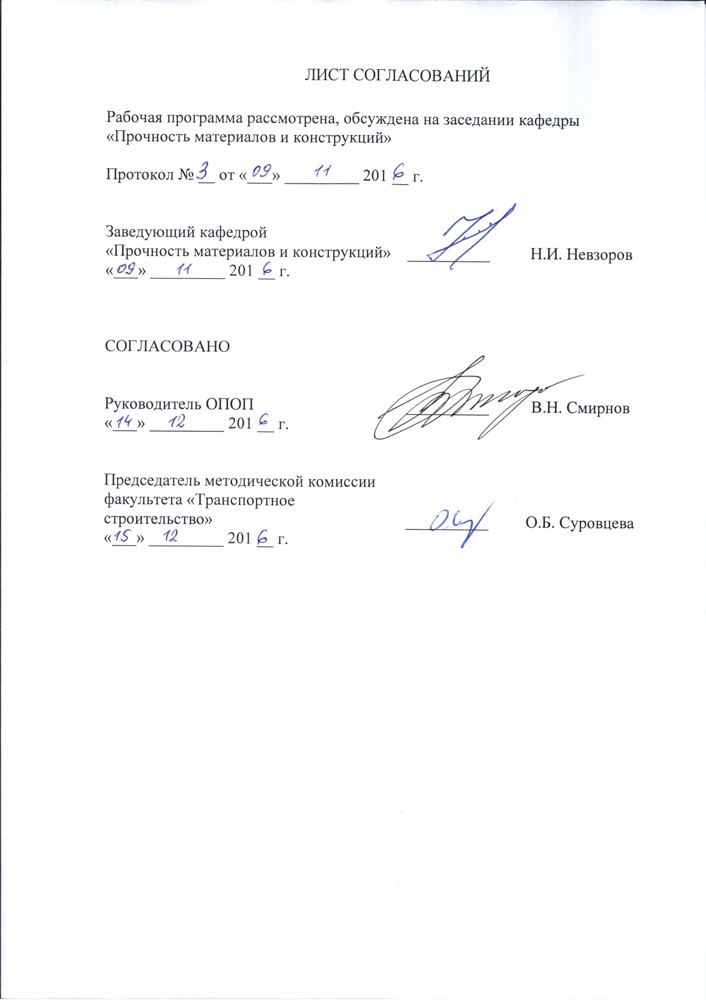 ЛИСТ СОГЛАСОВАНИЙ
Рабочая программа рассмотрена, обсуждена на заседании кафедры
«Прочность материалов и конструкций»
Протокол № 3 от «09» 11 2016 г.
Заведующий кафедрой
«Прочность материалов и конструкций» Н.И. Невзоров
«09» 11 2016 г.
СОГЛАСОВАНО
Руководитель ОПОП В.Н. Смирнов
«14» 12 2016 г.
Председатель методической комиссии
факультета «Транспортное
строительство» О.Б. Суровцева
«15» 12 2016 г.